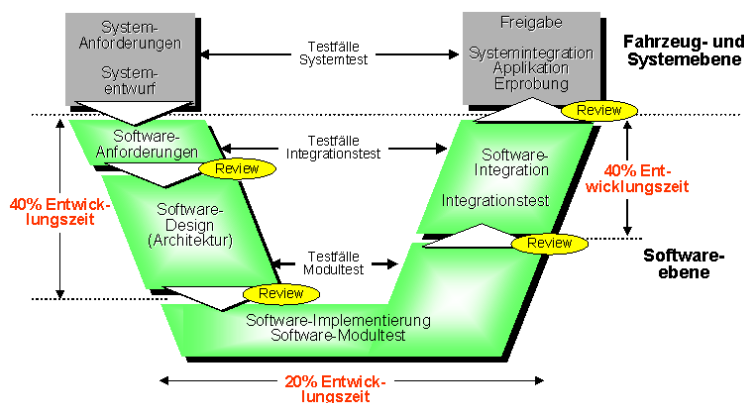 System-
Anforderungen
System-
entwurf
Testfälle
Systemtest
Freigabe
Systemintegration
Applikation
Erprobung
Fahrzeug- und
Systemebene
Review
Software-
Anforderungen
Testfälle
Integrationstest
Review
Software-
Integration
Integrationstest
40% Ent-
wicklungszeit
40% Entwick-
lungszeit
Software-
Design
(Architektur)
Testfälle
Modultest
Review
Software-
ebene
Review
Software-Implementierung
Software-Modultest
20% Entwick-
lungszeit